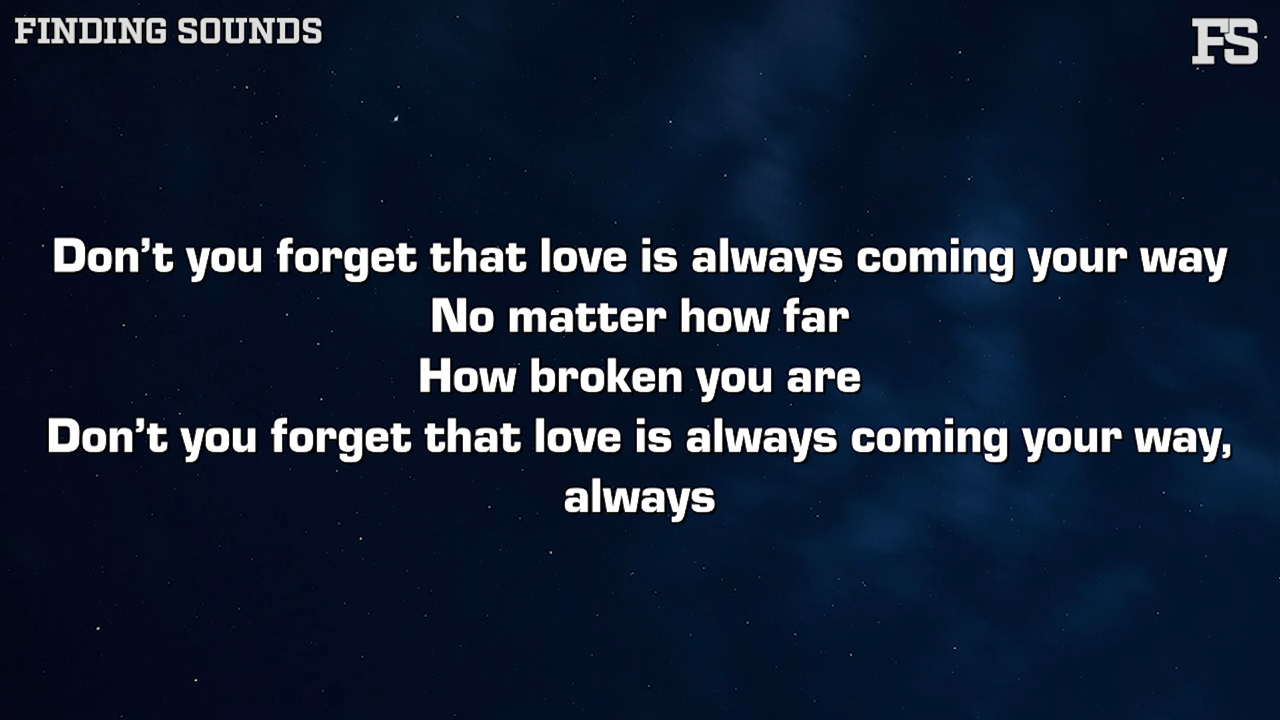 FINDING SOUNDS
FS
Don’t you forget that love is always coming your way
No matter how far
How broken you are
Don’t you forget that love is always coming your way,
always